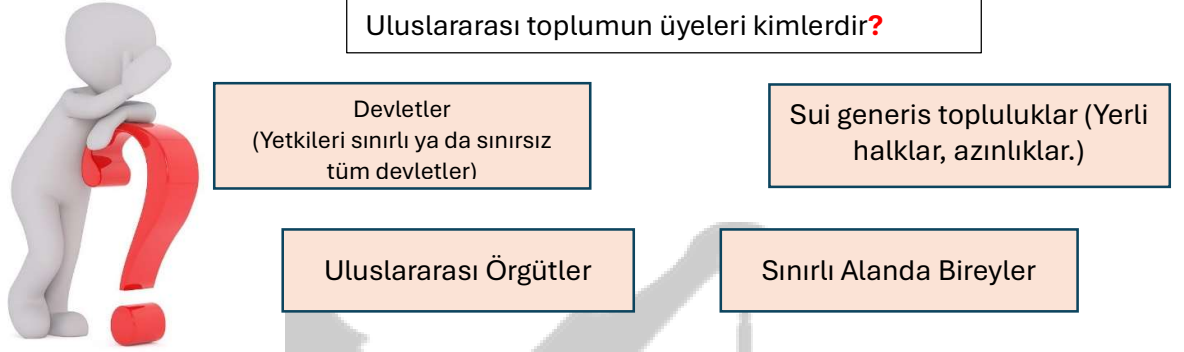 Uluslararası toplumun üyeleri kimlerdir?
Devletler
(Yetkileri sınırlı ya da sınırsız
tüm devletler)
Sui generis topluluklar (Yerli
halklar, azınlıklar.)
Uluslararası Örgütler
Sınırlı Alanda Bireyler